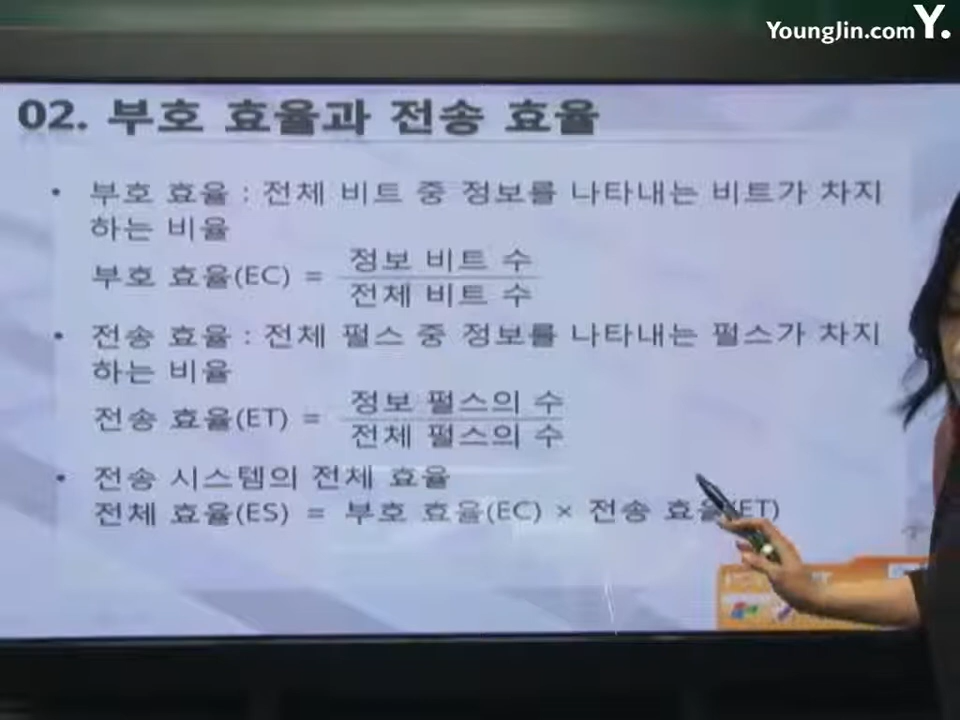 YoungJin.com Y.
02. 부호 효율과 전송 효율
• 부호 효율 : 전체 비트 중 정보를 나타내는 비트가 차지
하는 비율
부호 효율(EC) = 정보 비트 수
전체 비트 수
• 전송 효율 : 전체 펄스 중 정보를 나타내는 펄스가 차지
하는 비율
전송 효율(ET) = 정보 펄스의 수
전체 펄스의 수
• 전송 시스템의 전체 효율
전체 효율(ES) = 부호 효율(EC) × 전송 효율(ET)